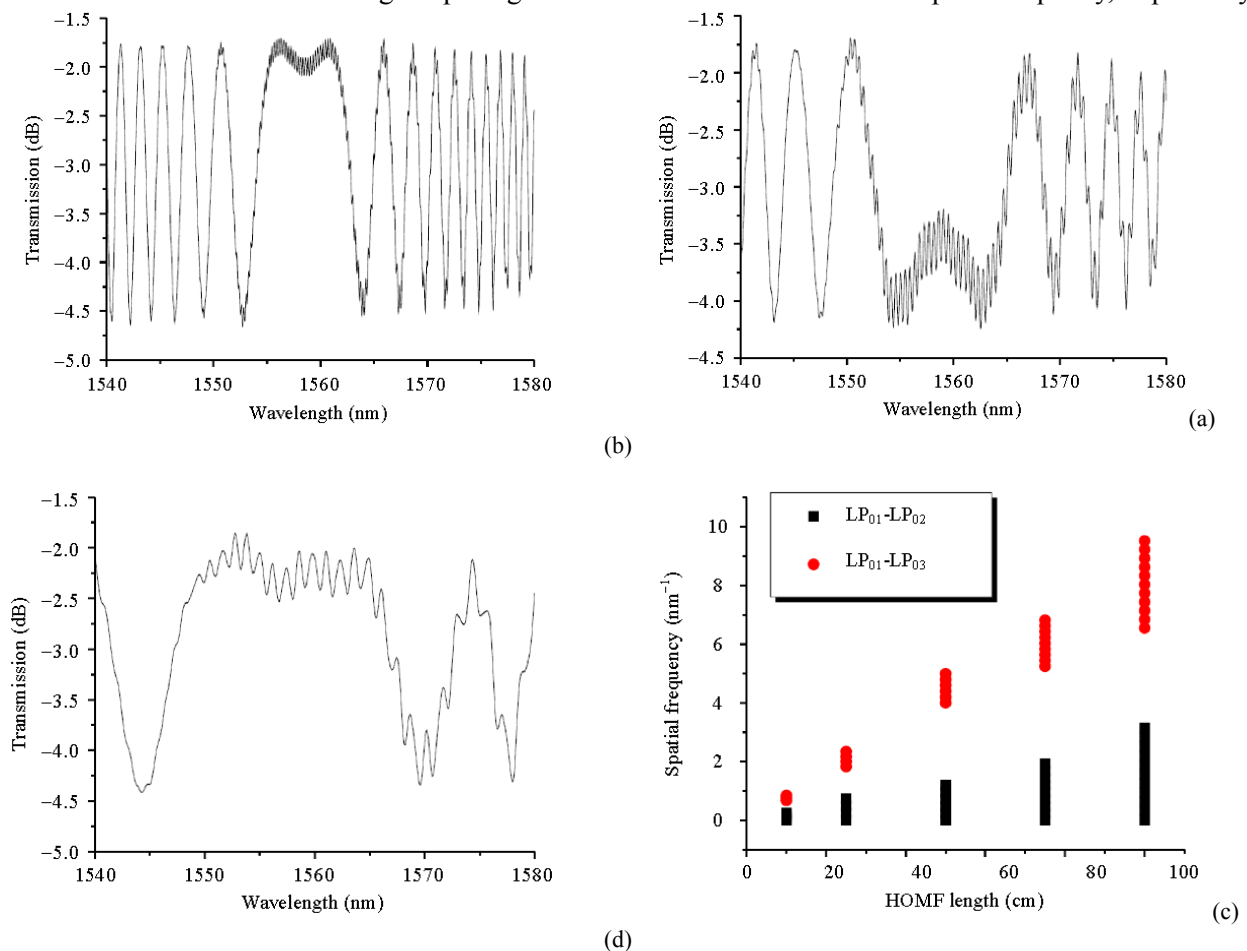 −1.5
−2.0
−2.5
−3.0
−3.5
−4.0
−4.5
−5.0
Transmission (dB)
1540 1550 1560 1570 1580
Wavelength (nm)
(b)
−1.5
−2.0
−2.5
−3.0
−3.5
−4.0
−4.5
Transmission (dB)
1540 1550 1560 1570 1580
Wavelength (nm)
(a)
−1.5
−2.0
−2.5
−3.0
−3.5
−4.0
−4.5
−5.0
Transmission (dB)
1540 1550 1560 1570 1580
Wavelength (nm)
(d)
LP₀₁-LP₀₂
LP₀₁-LP₀₃
10
8
6
4
2
0
Spatial frequency (nm⁻¹)
0 20 40 60 80 100
HOMF length (cm)
(c)